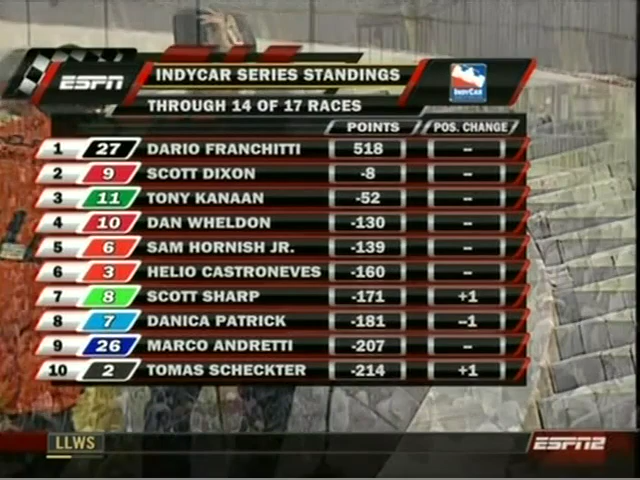 ESPN INDYCAR SERIES STANDINGS INDYCAR
THROUGH 14 OF 17 RACES
POINTS POS. CHANGE
1 27 DARIO FRANCHITTI 518 --
2 9 SCOTT DIXON -8 --
3 11 TONY KANAAN -52 --
4 10 DAN WHELDON -130 --
5 6 SAM HORNISH JR. -139 --
6 3 HELIO CASTRONEVES -160 --
7 8 SCOTT SHARP -171 +1
8 7 DANICA PATRICK -181 -1
9 26 MARCO ANDRETTI -207 --
10 2 TOMAS SCHECKTER -214 +1
LLWS ESPN2